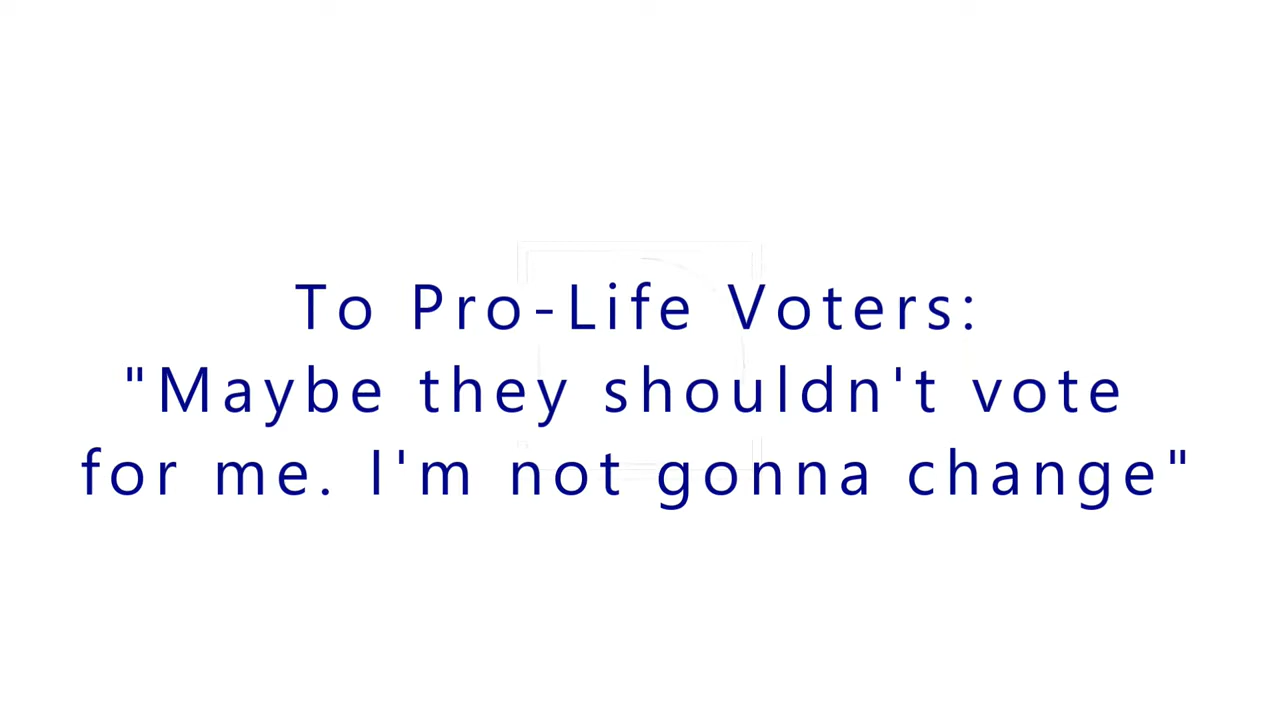 To Pro-Life Voters:
"Maybe they shouldn't vote
for me. I'm not gonna change"